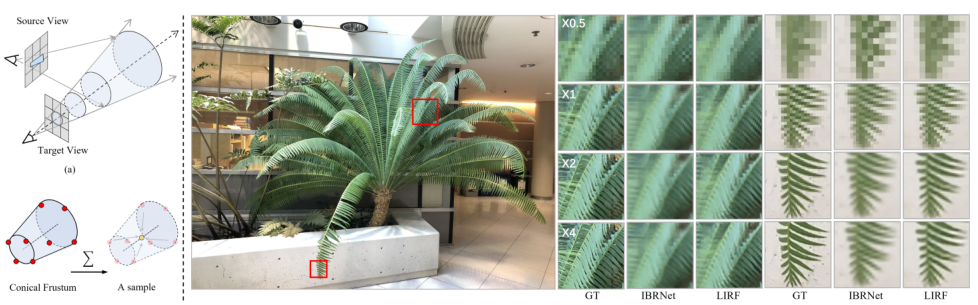 Source View
Target View
(a)
Conical Frustum
∑
A sample
X0.5
X1
X2
X4
GT IBRNet LIRF GT IBRNet LIRF